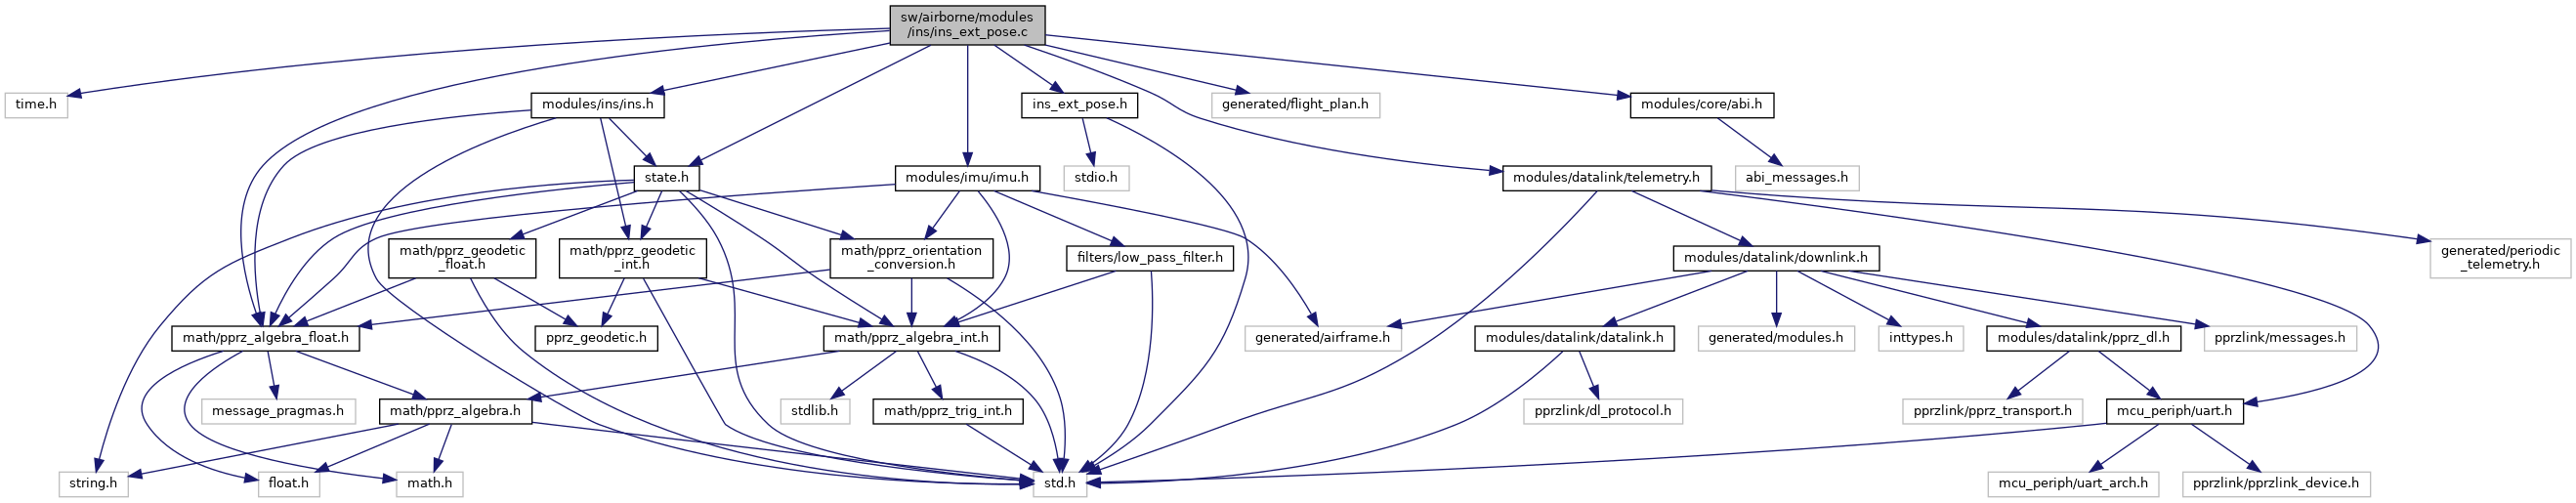 sw/airborne/modules
/ins/ins_ext_pose.c
time.h
modules/ins/ins.h
ins_ext_pose.h
generated/flight_plan.h
modules/core/abi.h
state.h
modules/imu/imu.h
stdio.h
modules/datalink/telemetry.h
abi_messages.h
math/pprz_geodetic
_float.h
math/pprz_geodetic
_int.h
math/pprz_orientation
_conversion.h
filters/low_pass_filter.h
modules/datalink/downlink.h
generated/periodic
_telemetry.h
math/pprz_algebra_float.h
pprz_geodetic.h
math/pprz_algebra_int.h
generated/airframe.h
modules/datalink/datalink.h
generated/modules.h
inttypes.h
modules/datalink/pprz_dl.h
pprzlink/messages.h
message_pragmas.h
math/pprz_algebra.h
stdlib.h
math/pprz_trig_int.h
pprzlink/dl_protocol.h
pprzlink/pprz_transport.h
mcu_periph/uart.h
string.h
float.h
math.h
std.h
mcu_periph/uart_arch.h
pprzlink/pprzlink_device.h